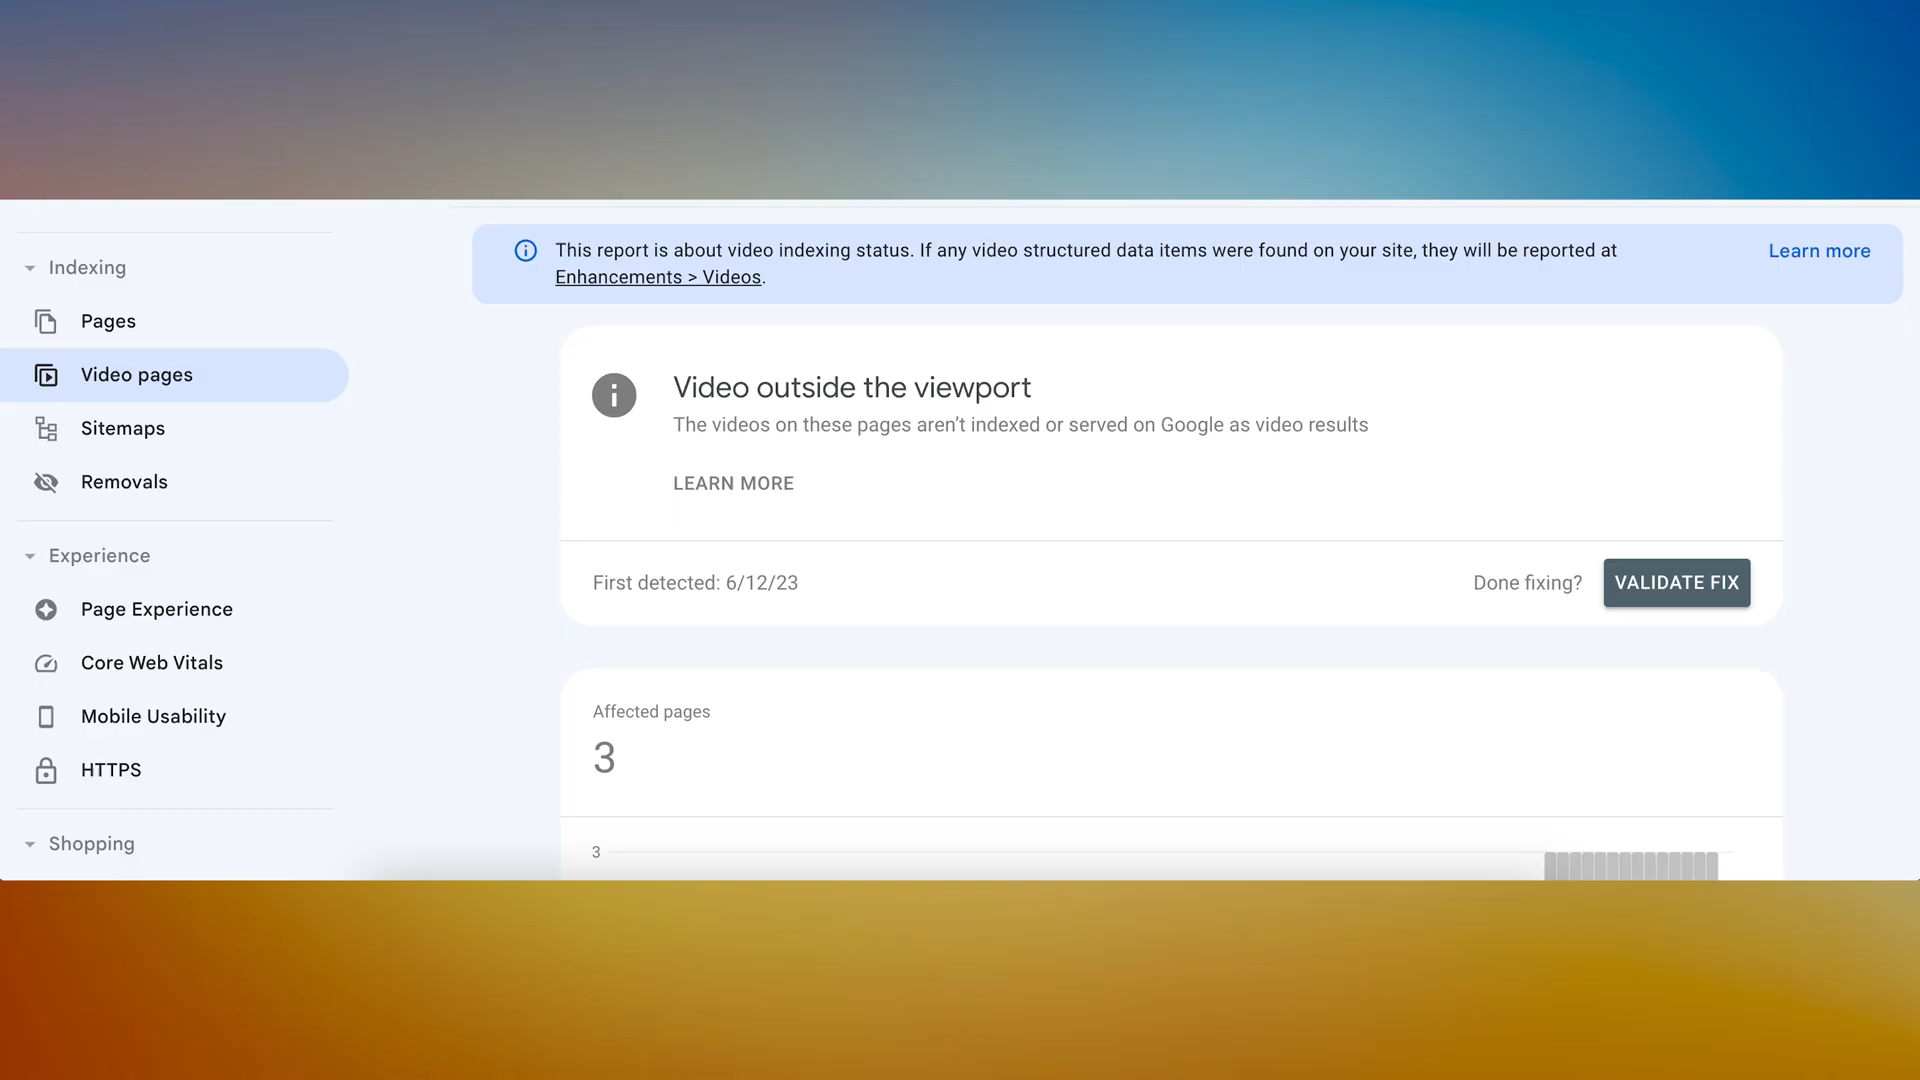 This report is about video indexing status. If any video structured data items were found on your site, they will be reported at
Enhancements > Videos.
Learn more
Indexing
Pages
Video pages
Sitemaps
Removals
Experience
Page Experience
Core Web Vitals
Mobile Usability
HTTPS
Shopping
Video outside the viewport
The videos on these pages aren’t indexed or served on Google as video results
LEARN MORE
First detected: 6/12/23
Done fixing?
VALIDATE FIX
Affected pages
3
3